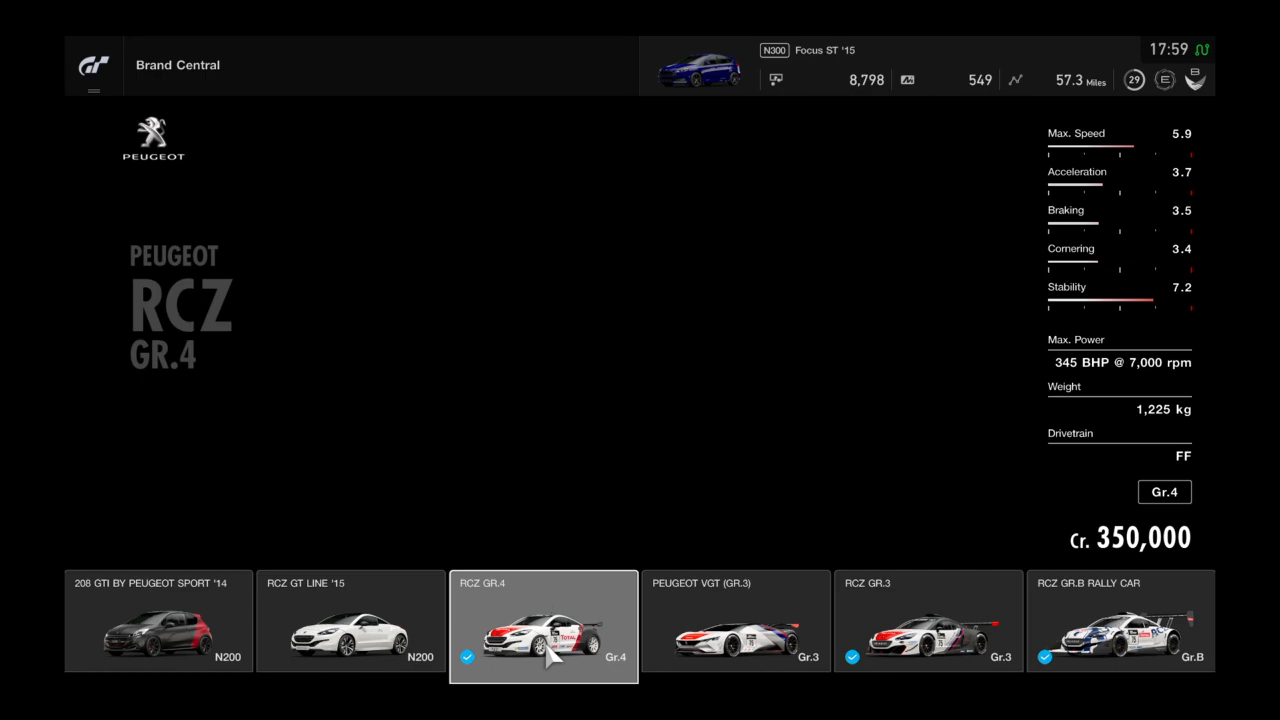 Brand Central
N300 Focus ST '15
17:59
8,798
549
57.3 Miles
29
E
B
PEUGEOT
PEUGEOT
RCZ
GR.4
Max. Speed 5.9
Acceleration 3.7
Braking 3.5
Cornering 3.4
Stability 7.2
Max. Power
345 BHP @ 7,000 rpm
Weight
1,225 kg
Drivetrain
FF
Gr.4
Cr. 350,000
208 GTI BY PEUGEOT SPORT '14
N200
RCZ GT LINE '15
N200
RCZ GR.4
TOTAL
Gr.4
PEUGEOT VGT (GR.3)
Gr.3
RCZ GR.3
Gr.3
RCZ GR.B RALLY CAR
Gr.B